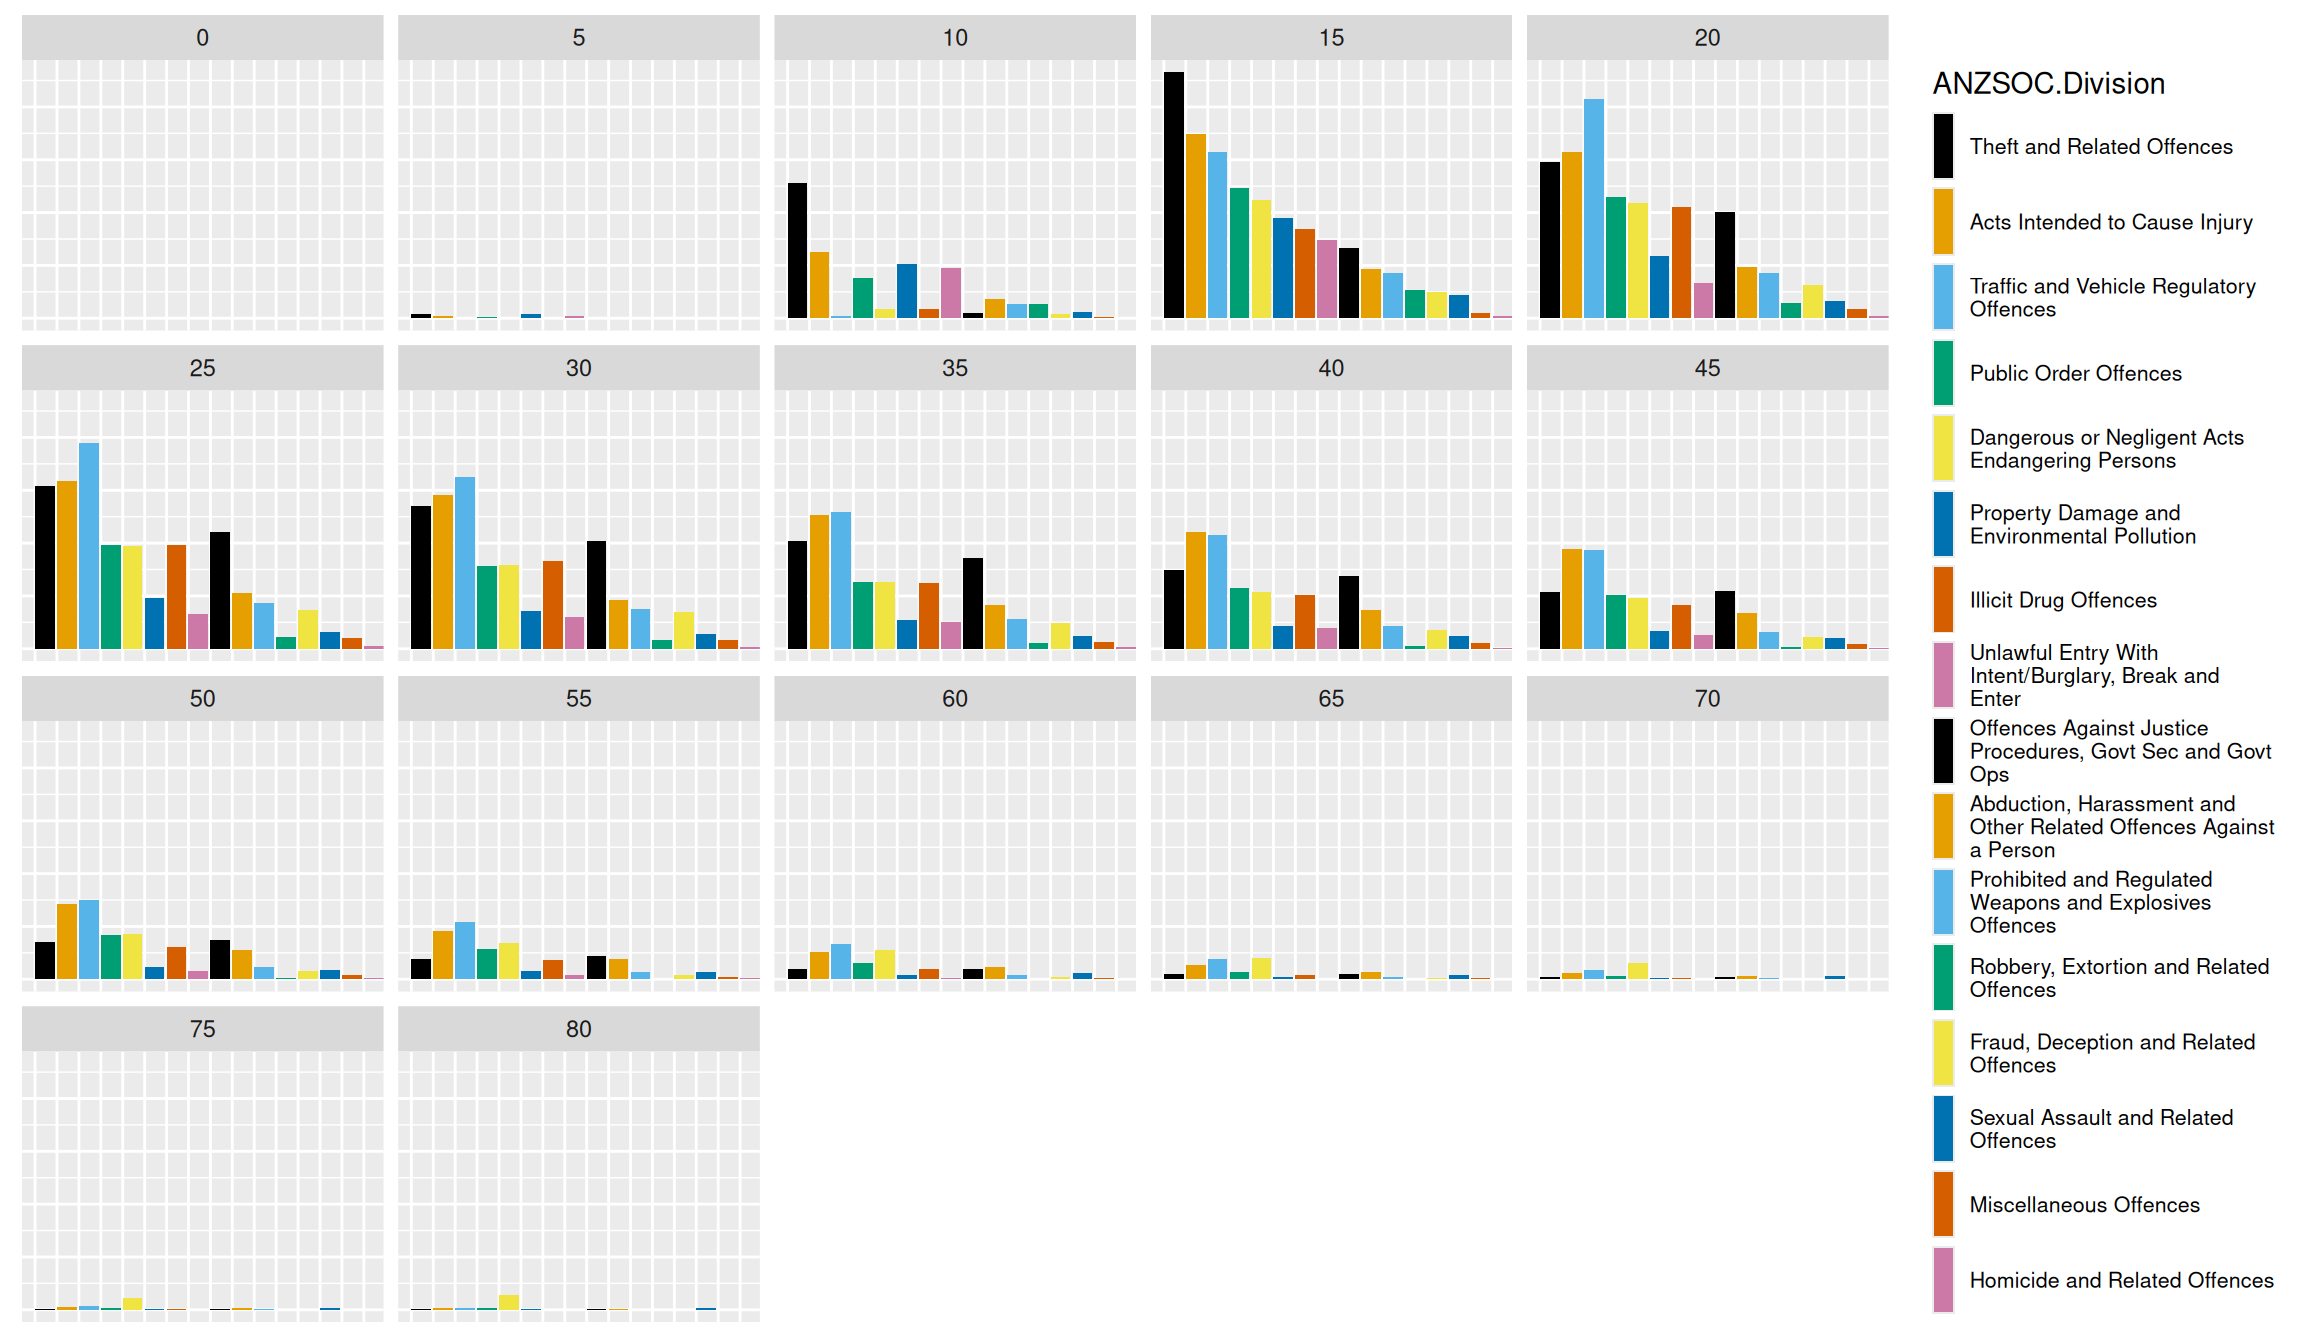 0
5
10
15
20
25
30
35
40
45
50
55
60
65
70
75
80
ANZSOC.Division
Theft and Related Offences
Acts Intended to Cause Injury
Traffic and Vehicle Regulatory
Offences
Public Order Offences
Dangerous or Negligent Acts
Endangering Persons
Property Damage and
Environmental Pollution
Illicit Drug Offences
Unlawful Entry With
Intent/Burglary, Break and
Enter
Offences Against Justice
Procedures, Govt Sec and Govt
Ops
Abduction, Harassment and
Other Related Offences Against
a Person
Prohibited and Regulated
Weapons and Explosives
Offences
Robbery, Extortion and Related
Offences
Fraud, Deception and Related
Offences
Sexual Assault and Related
Offences
Miscellaneous Offences
Homicide and Related Offences